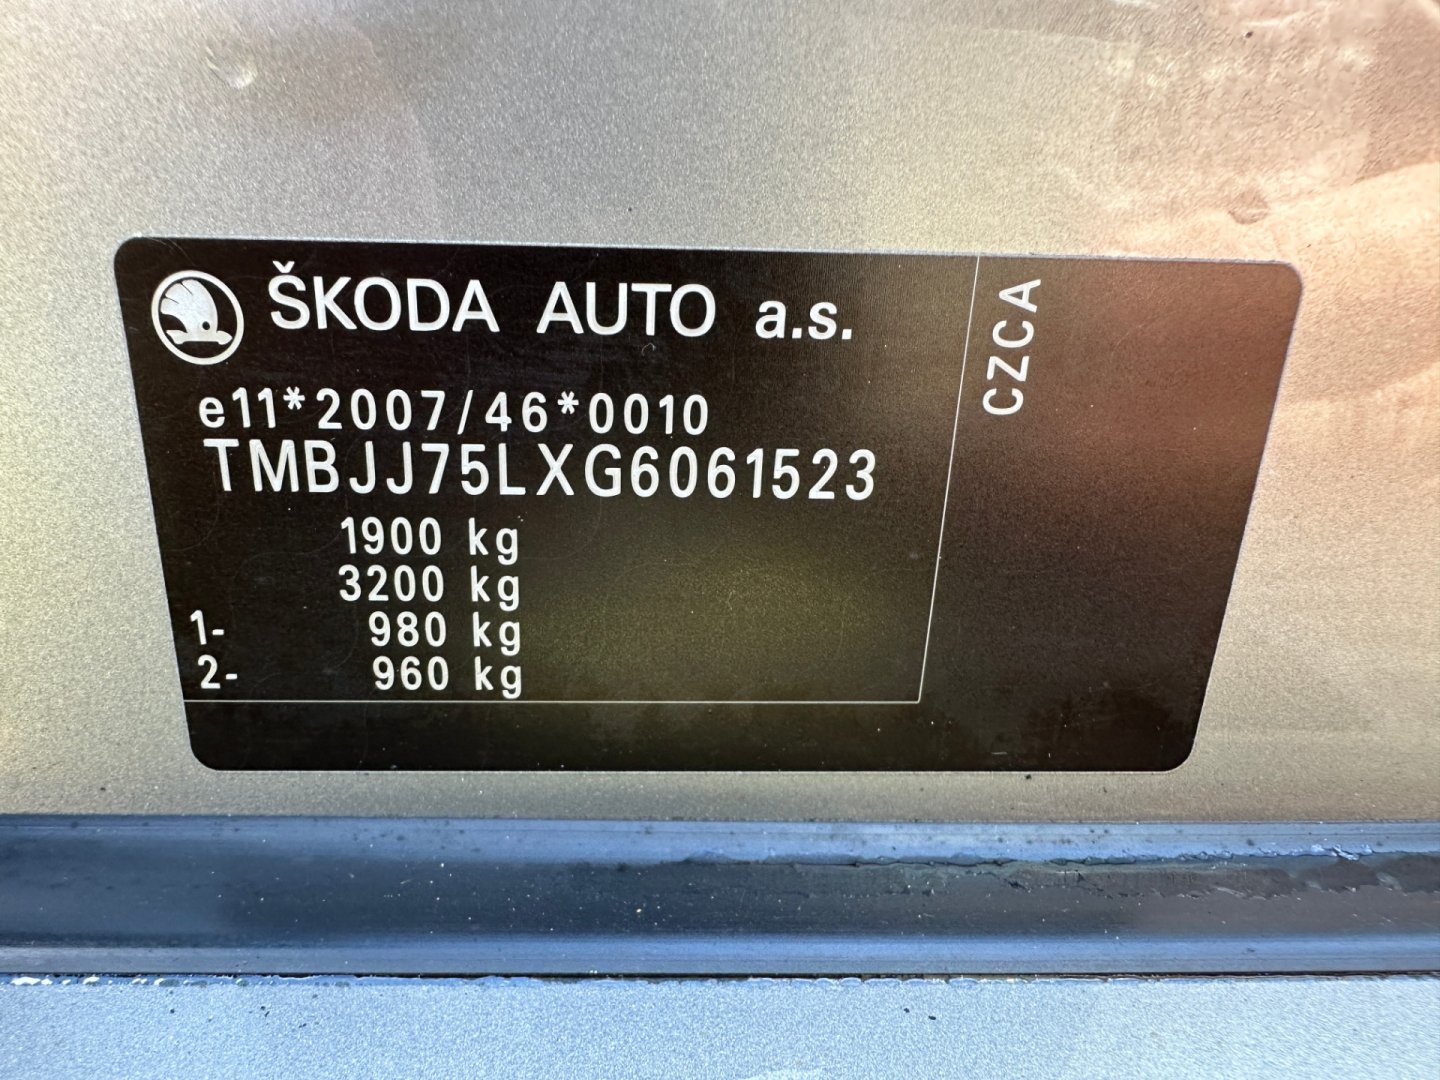 ŠKODA AUTO a.s.
e11*2007/46*0010
TMBJJ75LXG6061523
1900 kg
3200 kg
1- 980 kg
2- 960 kg
CZCA